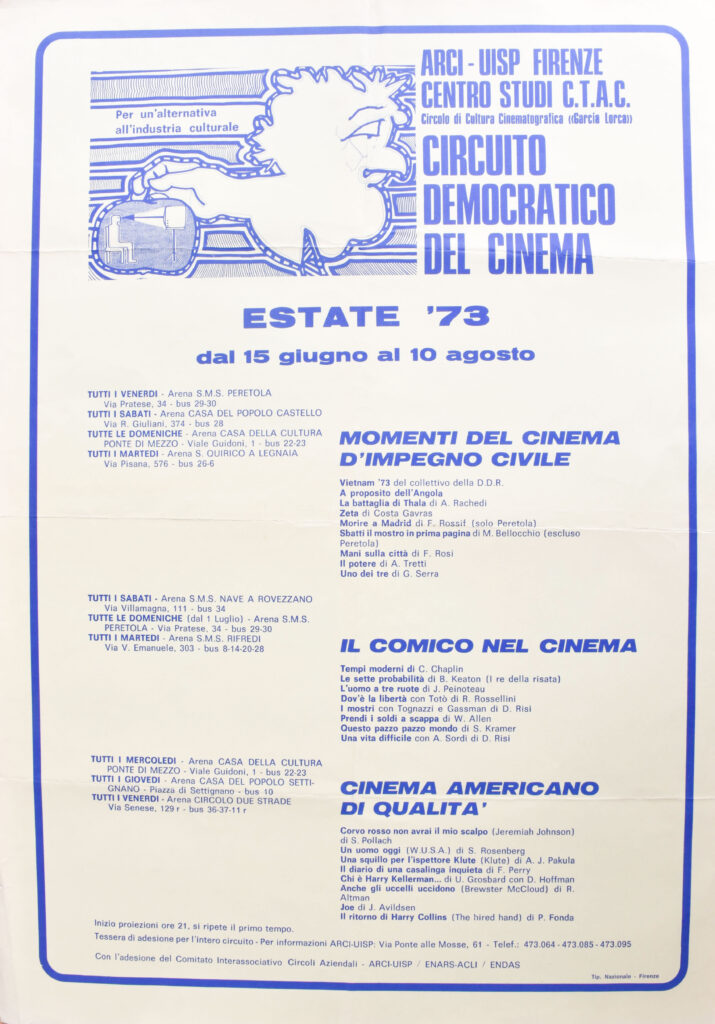 Per un'alternativa
all'industria culturale
ARCI - UISP FIRENZE
CENTRO STUDI C.T.A.C.
Circolo di Cultura Cinematografica «Garcia Lorca»
CIRCUITO
DEMOCRATICO
DEL CINEMA
ESTATE '73
dal 15 giugno al 10 agosto
TUTTI I VENERDI - Arena S.M.S. PERETOLA
Via Pratese, 34 - bus 29-30
TUTTI I SABATI - Arena CASA DEL POPOLO CASTELLO
Via R. Giuliani, 374 - bus 28
TUTTE LE DOMENICHE - Arena CASA DELLA CULTURA
PONTE DI MEZZO - Viale Guidoni, 1 - bus 22-23
TUTTI I MARTEDI - Arena S. QUIRICO A LEGNAIA
Via Pisana, 576 - bus 26-6
MOMENTI DEL CINEMA
D'IMPEGNO CIVILE
Vietnam '73 del collettivo della D.D.R.
A proposito dell'Angola
La battaglia di Thala di A. Rachedi
Zeta di Costa Gavras
Morire a Madrid di F. Rossif (solo Peretola)
Sbatti il mostro in prima pagina di M. Bellocchio (escluso
Peretola)
Mani sulla città di F. Rosi
Il potere di A. Tretti
Uno dei tre di G. Serra
TUTTI I SABATI - Arena S.M.S. NAVE A ROVEZZANO
Via Villamagna, 111 - bus 34
TUTTE LE DOMENICHE (dal 1 Luglio) - Arena S.M.S.
PERETOLA - Via Pratese, 34 - bus 29-30
TUTTI I MARTEDI - Arena S.M.S. RIFREDI
Via V. Emanuele, 303 - bus 8-14-20-28
IL COMICO NEL CINEMA
Tempi moderni di C. Chaplin
Le sette probabilità di B. Keaton (I re della risata)
L'uomo a tre ruote di J. Peinoteau
Dov'è la libertà con Totò di R. Rossellini
I mostri con Tognazzi e Gassman di D. Risi
Prendi i soldi a scappa di W. Allen
Questo pazzo pazzo mondo di S. Kramer
Una vita difficile con A. Sordi di D. Risi
TUTTI I MERCOLEDI - Arena CASA DELLA CULTURA
PONTE DI MEZZO - Viale Guidoni, 1 - bus 22-23
TUTTI I GIOVEDI - Arena CASA DEL POPOLO SETTI-
GNANO - Piazza di Settignano - bus 10
TUTTI I VENERDI - Arena CIRCOLO DUE STRADE
Via Senese, 129 r - bus 36-37-11 r
CINEMA AMERICANO
DI QUALITA'
Corvo rosso non avrai il mio scalpo (Jeremiah Johnson)
di S. Pollach
Un uomo oggi (W.U.S.A.) di S. Rosenberg
Una squillo per l'ispettore Klute (Klute) di A. J. Pakula
Il diario di una casalinga inquieta di F. Perry
Chi è Harry Kellerman... di U. Grosbard con D. Hoffman
Anche gli uccelli uccidono (Brewster McCloud) di R.
Altman
Joe di J. Avildsen
Il ritorno di Harry Collins (The hired hand) di P. Fonda
Inizio proiezioni ore 21, si ripete il primo tempo.
Tessera di adesione per l'intero circuito - Per informazioni ARCI-UISP: Via Ponte alle Mosse, 61 - Telef.: 473.064 - 473.085 - 473.095
Con l'adesione del Comitato Interassociativo Circoli Aziendali - ARCI-UISP / ENARS-ACLI / ENDAS
Tip. Nazionale - Firenze